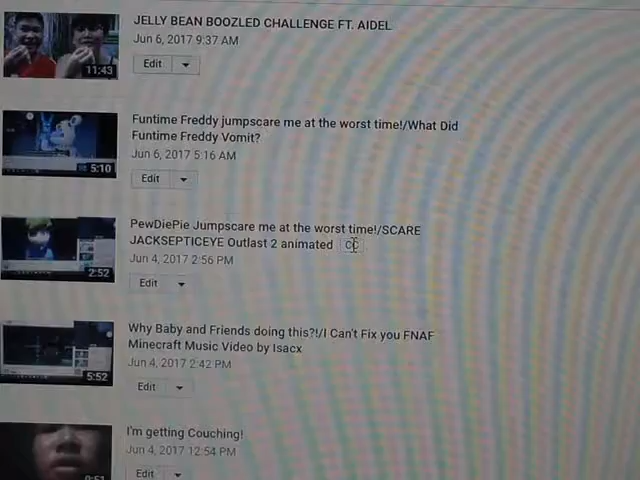 JELLY BEAN BOOZLED CHALLENGE FT. AIDEL
Jun 6, 2017 9:37 AM
11:43
Edit
Funtime Freddy jumpscare me at the worst time!/What Did
Funtime Freddy Vomit?
Jun 6, 2017 5:16 AM
5:10
Edit
PewDiePie Jumpscare me at the worst time!/SCARE
JACKSEPTICEYE Outlast 2 animated CC
Jun 4, 2017 2:56 PM
2:52
Edit
Why Baby and Friends doing this?!/I Can't Fix you FNAF
Minecraft Music Video by Isacx
Jun 4, 2017 2:42 PM
5:52
Edit
I'm getting Couching!
Jun 4, 2017 12:54 PM
0:51
Edit